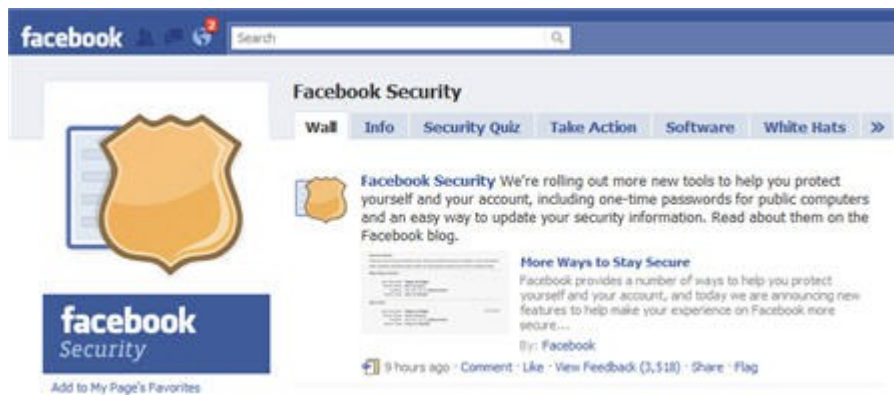 facebook 2 Search
Facebook Security
Wall Info Security Quiz Take Action Software White Hats »
Facebook Security We're rolling out more new tools to help you protect
yourself and your account, including one-time passwords for public computers
and an easy way to update your security information. Read about them on the
Facebook blog.
More Ways to Stay Secure
Facebook provides a number of ways to help you protect
yourself and your account, and today we are announcing new
features to help make your experience on Facebook more
secure...
By: Facebook
9 hours ago · Comment · Like · View Feedback (3,518) · Share · Flag
facebook
Security
Add to My Page's Favorites